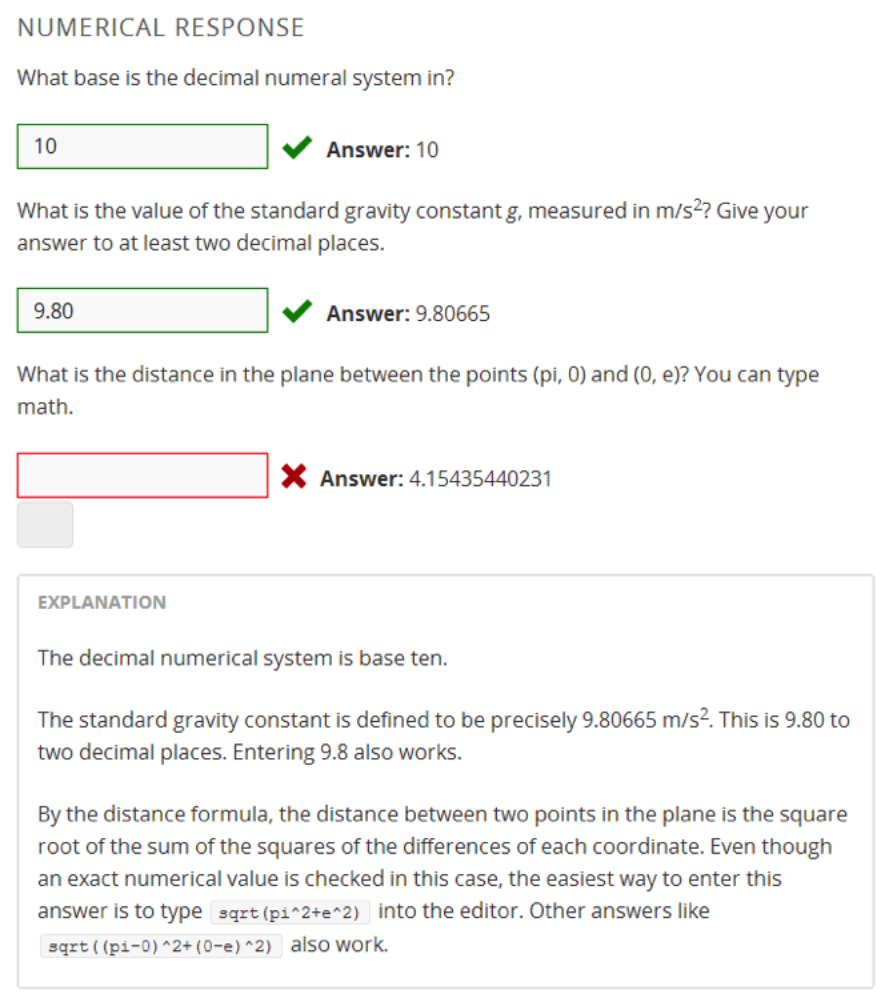 NUMERICAL RESPONSE
What base is the decimal numeral system in?
10
Answer: 10
What is the value of the standard gravity constant g, measured in m/s²? Give your
answer to at least two decimal places.
9.80
Answer: 9.80665
What is the distance in the plane between the points (pi, 0) and (0, e)? You can type
math.
Answer: 4.15435440231
EXPLANATION
The decimal numerical system is base ten.
The standard gravity constant is defined to be precisely 9.80665 m/s². This is 9.80 to
two decimal places. Entering 9.8 also works.
By the distance formula, the distance between two points in the plane is the square
root of the sum of the squares of the differences of each coordinate. Even though
an exact numerical value is checked in this case, the easiest way to enter this
answer is to type sqrt(pi^2+e^2) into the editor. Other answers like
sqrt((pi-0)^2+(0-e)^2) also work.